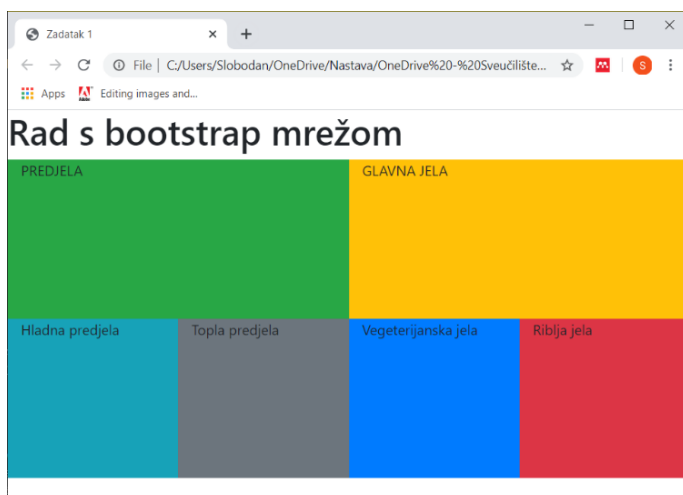 Zadatak 1
File | C:/Users/Slobodan/OneDrive/Nastava/OneDrive%20-%20Sveučilište...
S
Apps Editing images and...
Rad s bootstrap mrežom
PREDJELA GLAVNA JELA
Hladna predjela Topla predjela Vegeterijanska jela Riblja jela